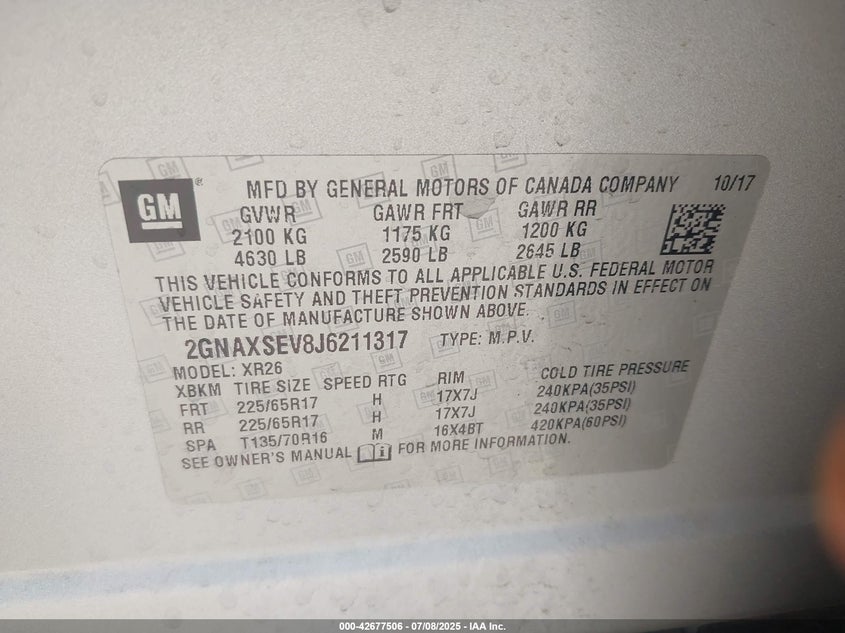 GM ® MFD BY GENERAL MOTORS OF CANADA COMPANY 10/17
GVWR GAWR FRT GAWR RR
2100 KG 1175 KG 1200 KG
4630 LB 2590 LB 2645 LB
THIS VEHICLE CONFORMS TO ALL APPLICABLE U.S. FEDERAL MOTOR
VEHICLE SAFETY AND THEFT PREVENTION STANDARDS IN EFFECT ON
THE DATE OF MANUFACTURE SHOWN ABOVE.
2GNAXSEV8J6211317 TYPE: M.P.V.
MODEL: XR26
XBKM TIRE SIZE SPEED RTG RIM COLD TIRE PRESSURE
FRT 225/65R17 H 17X7J 240KPA(35PSI)
RR 225/65R17 H 17X7J 240KPA(35PSI)
SPA T135/70R16 M 16X4BT 420KPA(60PSI)
SEE OWNER'S MANUAL FOR MORE INFORMATION.
000-42677506 - 07/08/2025 - IAA Inc.